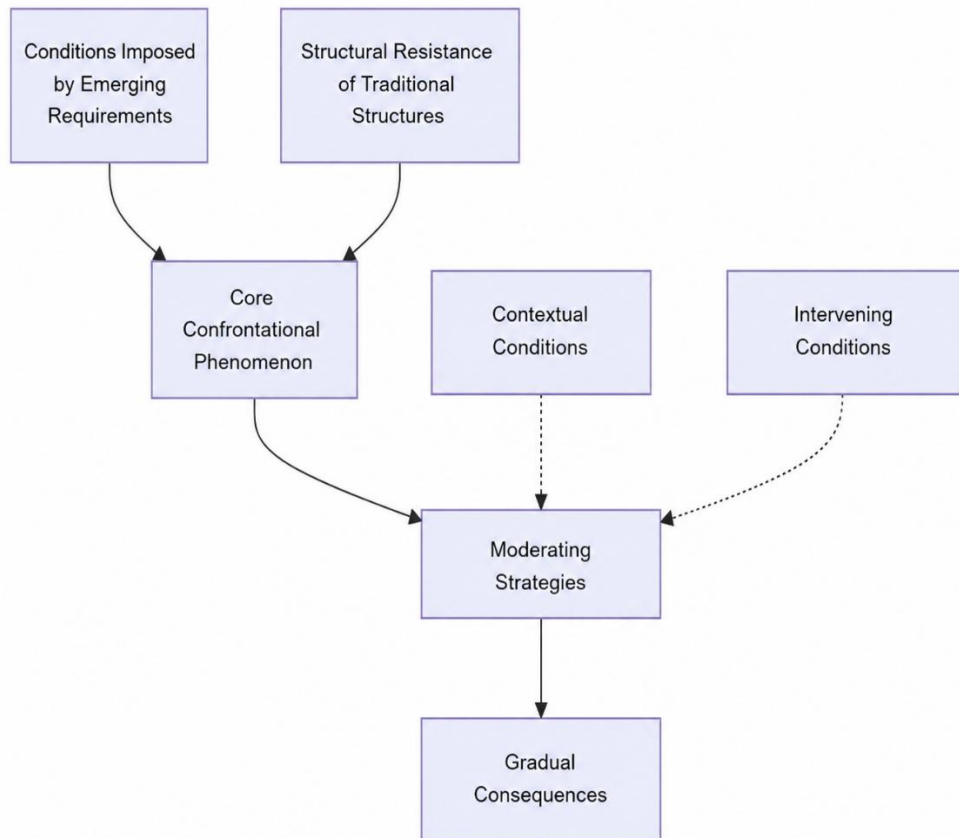 Conditions Imposed
by Emerging
Requirements
Structural Resistance
of Traditional
Structures
Core
Confrontational
Phenomenon
Contextual
Conditions
Intervening
Conditions
Moderating
Strategies
Gradual
Consequences